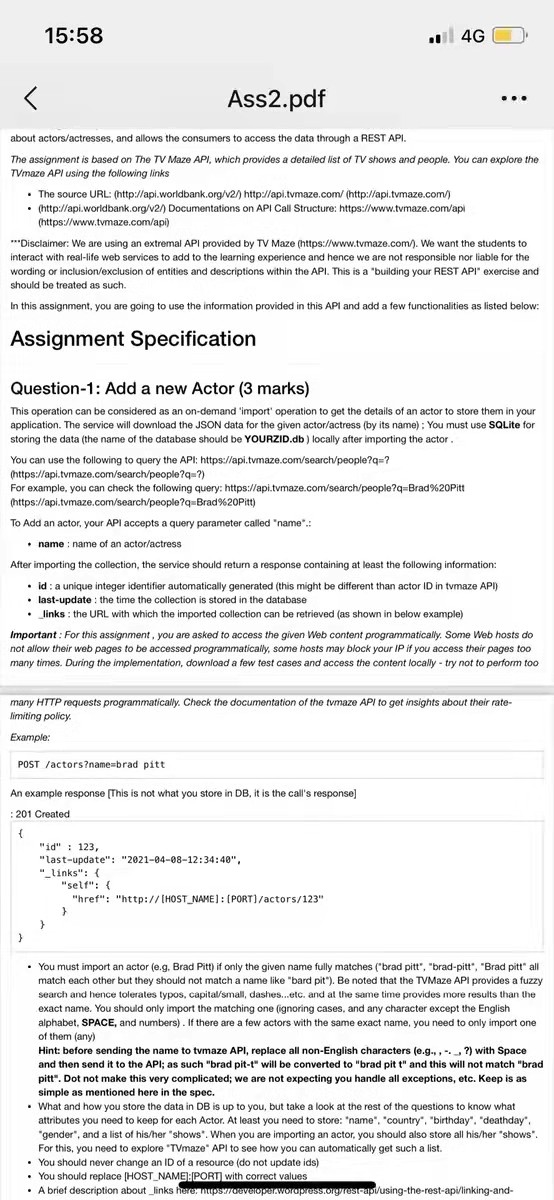 15:58
4G
Ass2.pdf
about actors/actresses, and allows the consumers to access the data through a REST API.
The assignment is based on The TV Maze API, which provides a detailed list of TV shows and people. You can explore the
TVmaze API using the following links
• The source URL: (http://api.worldbank.org/v2/) http://api.tvmaze.com/ (http://api.tvmaze.com/)
• (http://api.worldbank.org/v2/) Documentations on API Call Structure: https://www.tvmaze.com/api
(https://www.tvmaze.com/api)
***Disclaimer: We are using an extremal API provided by TV Maze (https://www.tvmaze.com/). We want the students to
interact with real-life web services to add to the learning experience and hence we are not responsible nor liable for the
wording or inclusion/exclusion of entities and descriptions within the API. This is a "building your REST API" exercise and
should be treated as such.
In this assignment, you are going to use the information provided in this API and add a few functionalities as listed below:
Assignment Specification
Question-1: Add a new Actor (3 marks)
This operation can be considered as an on-demand 'import' operation to get the details of an actor to store them in your
application. The service will download the JSON data for the given actor/actress (by its name) ; You must use SQLite for
storing the data (the name of the database should be YOURZID.db ) locally after importing the actor .
You can use the following to query the API: https://api.tvmaze.com/search/people?q=?
(https://api.tvmaze.com/search/people?q=?)
For example, you can check the following query: https://api.tvmaze.com/search/people?q=Brad%20Pitt
(https://api.tvmaze.com/search/people?q=Brad%20Pitt)
To Add an actor, your API accepts a query parameter called "name".:
• name : name of an actor/actress
After importing the collection, the service should return a response containing at least the following information:
• id : a unique integer identifier automatically generated (this might be different than actor ID in tvmaze API)
• last-update : the time the collection is stored in the database
• _links : the URL with which the imported collection can be retrieved (as shown in below example)
Important : For this assignment , you are asked to access the given Web content programmatically. Some Web hosts do
not allow their web pages to be accessed programmatically, some hosts may block your IP if you access their pages too
many times. During the implementation, download a few test cases and access the content locally - try not to perform too
many HTTP requests programmatically. Check the documentation of the tvmaze API to get insights about their rate-
limiting policy.
Example:
POST /actors?name=brad pitt
An example response [This is not what you store in DB, it is the call's response]
: 201 Created
{
"id" : 123,
"last-update": "2021-04-08-12:34:40",
"_links": {
"self": {
"href": "http://[HOST_NAME]:[PORT]/actors/123"
}
}
}
• You must import an actor (e.g, Brad Pitt) if only the given name fully matches ("brad pitt", "brad-pitt", "Brad pitt" all
match each other but they should not match a name like "bard pit"). Be noted that the TVMaze API provides a fuzzy
search and hence tolerates typos, capital/small, dashes...etc. and at the same time provides more results than the
exact name. You should only import the matching one (ignoring cases, and any character except the English
alphabet, SPACE, and numbers) . If there are a few actors with the same exact name, you need to only import one
of them (any)
Hint: before sending the name to tvmaze API, replace all non-English characters (e.g., , -. _, ?) with Space
and then send it to the API; as such "brad pit-t" will be converted to "brad pit t" and this will not match "brad
pitt". Dot not make this very complicated; we are not expecting you handle all exceptions, etc. Keep is as
simple as mentioned here in the spec.
• What and how you store the data in DB is up to you, but take a look at the rest of the questions to know what
attributes you need to keep for each Actor. At least you need to store: "name", "country", "birthday", "deathday",
"gender", and a list of his/her "shows". When you are importing an actor, you should also store all his/her "shows".
For this, you need to explore "TVmaze" API to see how you can automatically get such a list.
• You should never change an ID of a resource (do not update ids)
• You should replace [HOST_NAME]:[PORT] with correct values
• A brief description about _links here: https://developer.wordpress.org/rest-api/using-the-rest-api/linking-and-